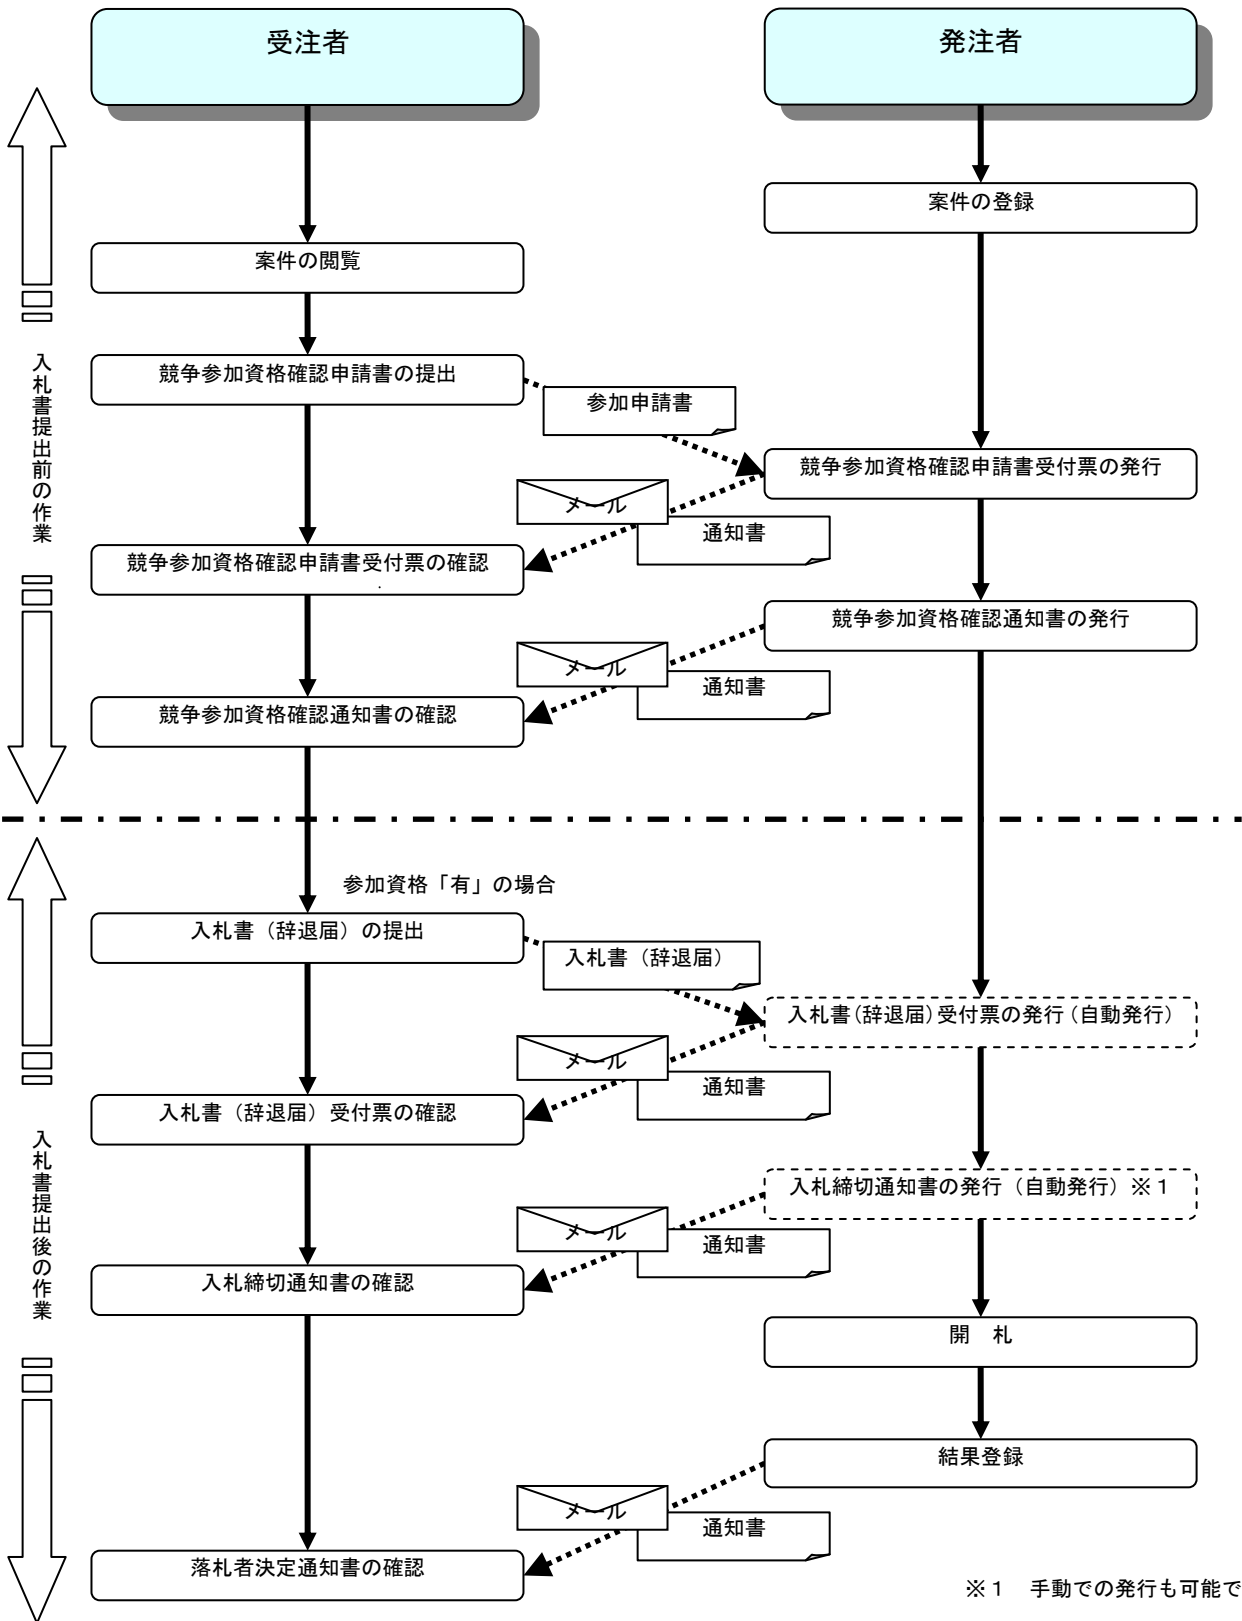 受注者
発注者
案件の登録
案件の閲覧
競争参加資格確認申請書の提出
参加申請書
競争参加資格確認申請書受付票の発行
メール
通知書
競争参加資格確認申請書受付票の確認
競争参加資格確認通知書の発行
メール
通知書
競争参加資格確認通知書の確認
入札書提出前の作業
参加資格「有」の場合
入札書（辞退届）の提出
入札書（辞退届）
入札書(辞退届)受付票の発行(自動発行)
メール
通知書
入札書（辞退届）受付票の確認
入札締切通知書の発行（自動発行）※１
メール
通知書
入札締切通知書の確認
入札書提出後の作業
開　札
結果登録
メール
通知書
落札者決定通知書の確認
※１　手動での発行も可能で